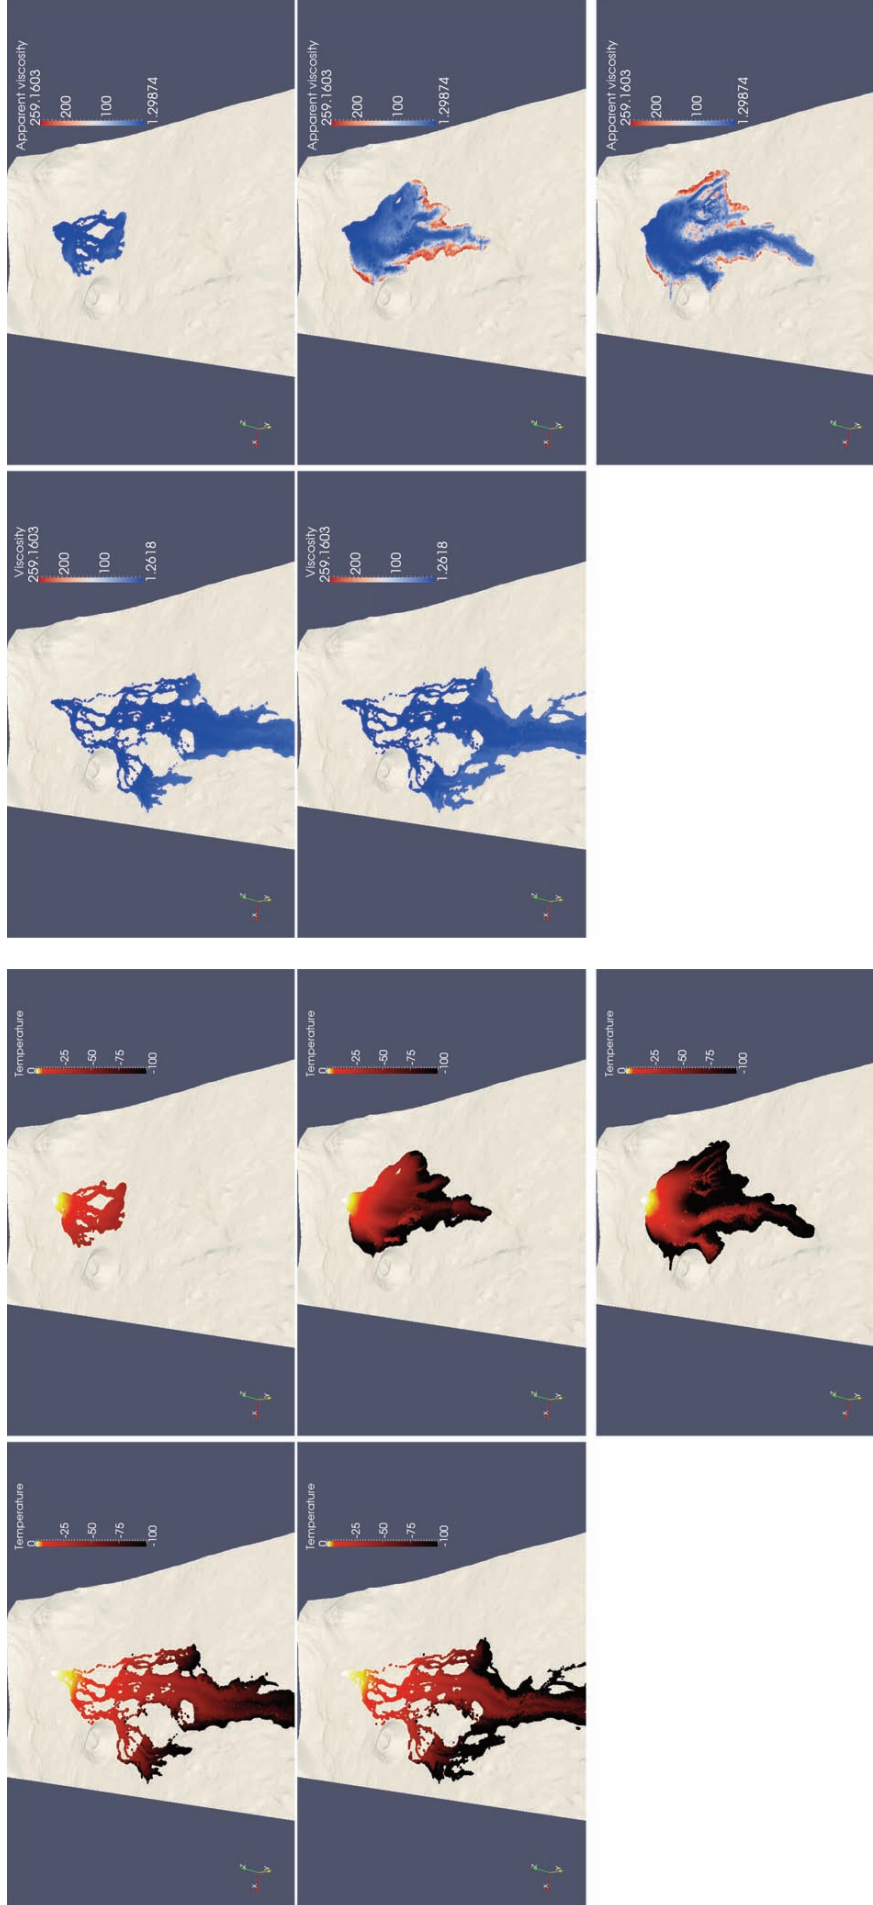 Temperature
0
-25
-50
-75
-100
Z
X
Y
Temperature
0
-25
-50
-75
-100
Z
X
Y
Viscosity
259.1603
200
100
1.2618
Z
X
Y
Apparent viscosity
259.1603
200
100
1.29874
Z
X
Y
Temperature
0
-25
-50
-75
-100
Z
X
Y
Temperature
0
-25
-50
-75
-100
Z
X
Y
Viscosity
259.1603
200
100
1.2618
Z
X
Y
Apparent viscosity
259.1603
200
100
1.29874
Z
X
Y
Temperature
0
-25
-50
-75
-100
Z
X
Y
Apparent viscosity
259.1603
200
100
1.29874
Z
X
Y